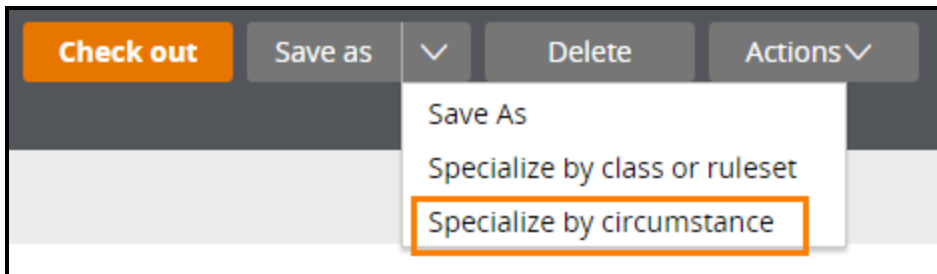 Check out Save as Delete Actions
Save As
Specialize by class or ruleset
Specialize by circumstance